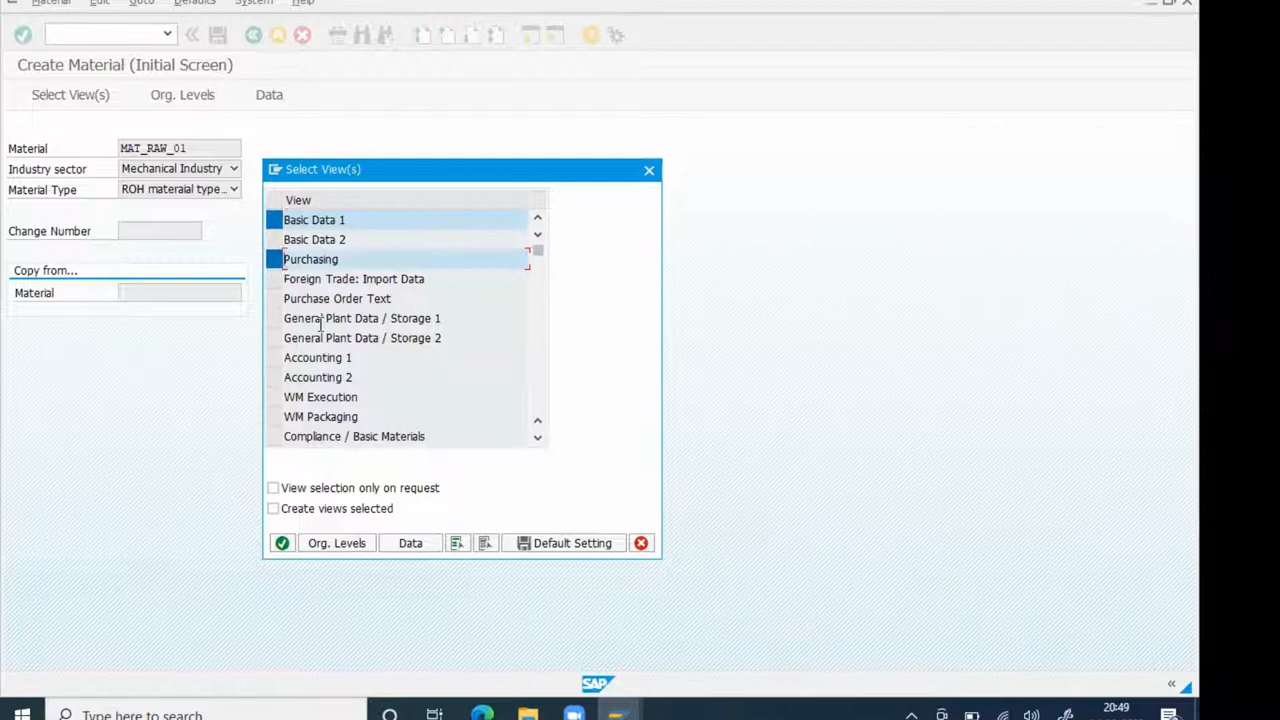 Material Edit Goto Defaults System Help
Create Material (Initial Screen)
Select View(s) Org. Levels Data
Material MAT_RAW_01
Industry sector Mechanical Industry
Material Type ROH materaial type...
Change Number
Copy from...
Material
Select View(s)
View
Basic Data 1
Basic Data 2
Purchasing
Foreign Trade: Import Data
Purchase Order Text
General Plant Data / Storage 1
General Plant Data / Storage 2
Accounting 1
Accounting 2
WM Execution
WM Packaging
Compliance / Basic Materials
View selection only on request
Create views selected
Org. Levels Data Default Setting
SAP
Type here to search
20:49